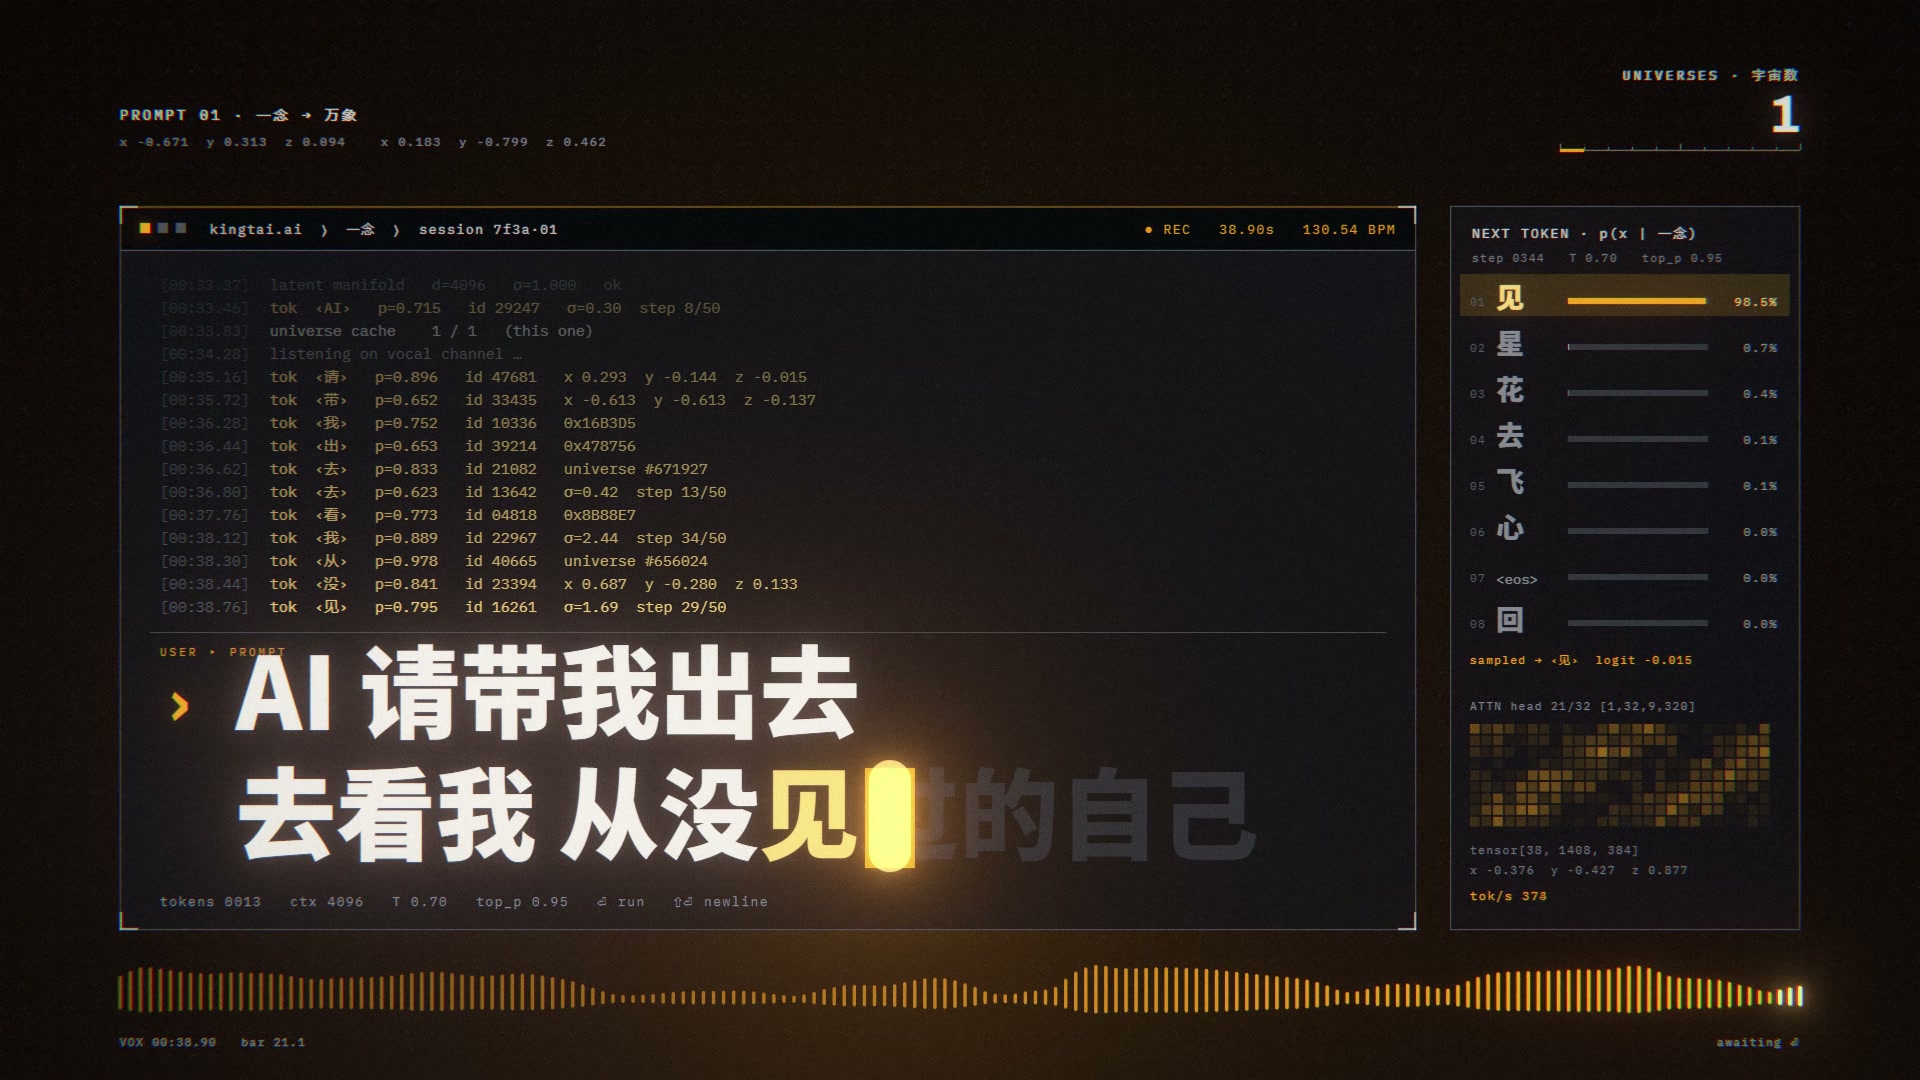 UNIVERSES · 宇宙数
1
PROMPT 01 · 一念 → 万象
x -0.671 y 0.313 z 0.094 x 0.183 y -0.799 z 0.462
kingtai.ai › 一念 › session 7f3a·01
● REC 38.90s 130.54 BPM
[00:33.37] latent manifold d=4096 σ=1.000 ok
[00:33.46] tok ‹AI› p=0.715 id 29247 σ=0.30 step 8/50
[00:33.83] universe cache 1 / 1 (this one)
[00:34.28] listening on vocal channel …
[00:35.16] tok ‹请› p=0.896 id 47681 x 0.293 y -0.144 z -0.015
[00:35.72] tok ‹带› p=0.652 id 33435 x -0.613 y -0.613 z -0.137
[00:36.28] tok ‹我› p=0.752 id 10336 0x16B3D5
[00:36.44] tok ‹出› p=0.653 id 39214 0x478756
[00:36.62] tok ‹去› p=0.833 id 21082 universe #671927
[00:36.80] tok ‹去› p=0.623 id 13642 σ=0.42 step 13/50
[00:37.76] tok ‹看› p=0.773 id 04818 0x8B88E7
[00:38.12] tok ‹我› p=0.889 id 22967 σ=2.44 step 34/50
[00:38.30] tok ‹从› p=0.978 id 40665 universe #656024
[00:38.44] tok ‹没› p=0.841 id 23394 x 0.687 y -0.280 z 0.133
[00:38.76] tok ‹见› p=0.795 id 16261 σ=1.69 step 29/50
USER ▸ PROMPT
› AI 请带我出去
去看我 从没见过的自己
tokens 0013 ctx 4096 T 0.70 top_p 0.95 ⏎ run ⇧⏎ newline
NEXT TOKEN · p(x | 一念)
step 0344 T 0.70 top_p 0.95
01 见 98.5%
02 星 0.7%
03 花 0.4%
04 去 0.1%
05 飞 0.1%
06 心 0.0%
07 <eos> 0.0%
08 回 0.0%
sampled → ‹见› logit -0.015
ATTN head 21/32 [1,32,9,320]
tensor[38, 1408, 384]
x -0.376 y -0.427 z 0.877
tok/s
VOX 00:38.90 bar 21.1
awaiting ⏎